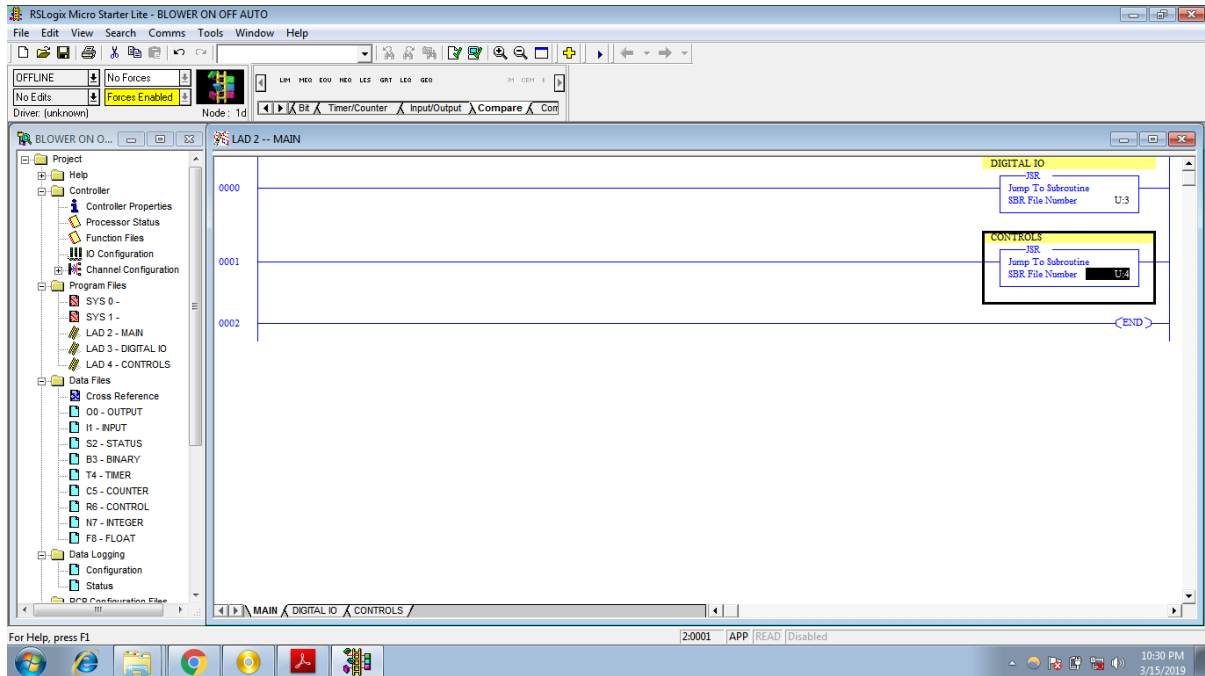 RSLogix Micro Starter Lite - BLOWER ON OFF AUTO
File Edit View Search Comms Tools Window Help
OFFLINE No Forces
No Edits Forces Enabled
Driver: (unknown) Node : 1d
LIM MEQ EQU NEQ LES GRT LEQ GEQ
Bit Timer/Counter Input/Output Compare Com
BLOWER ON O...
LAD 2 -- MAIN
Project
Help
Controller
Controller Properties
Processor Status
Function Files
IO Configuration
Channel Configuration
Program Files
SYS 0 -
SYS 1 -
LAD 2 - MAIN
LAD 3 - DIGITAL IO
LAD 4 - CONTROLS
Data Files
Cross Reference
O0 - OUTPUT
I1 - INPUT
S2 - STATUS
B3 - BINARY
T4 - TIMER
C5 - COUNTER
R6 - CONTROL
N7 - INTEGER
F8 - FLOAT
Data Logging
Configuration
Status
RCP Configuration Files
DIGITAL IO
JSR
0000
Jump To Subroutine
SBR File Number U:3
CONTROLS
JSR
0001
Jump To Subroutine
SBR File Number U:4
0002
END
MAIN DIGITAL IO CONTROLS
For Help, press F1
2:0001 APP READ Disabled
10:30 PM
3/15/2019